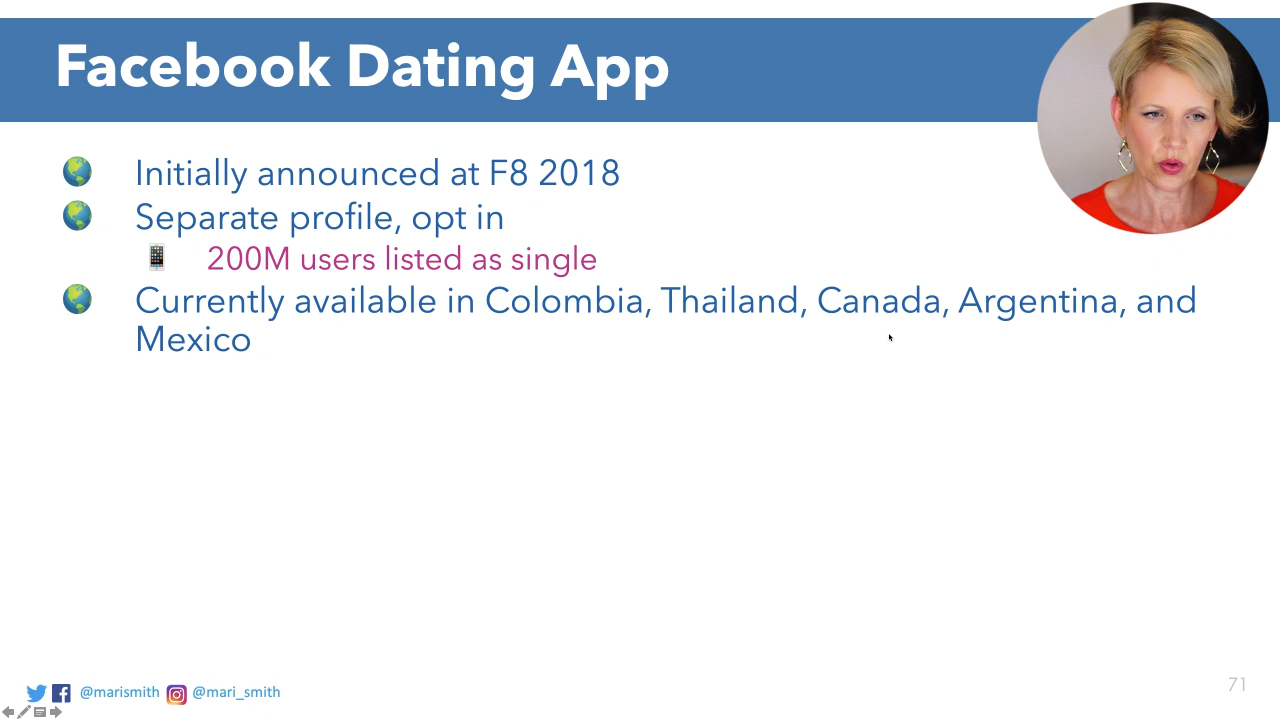 Facebook Dating App
Initially announced at F8 2018
Separate profile, opt in
200M users listed as single
Currently available in Colombia, Thailand, Canada, Argentina, and
Mexico
@marismith @mari_smith
71